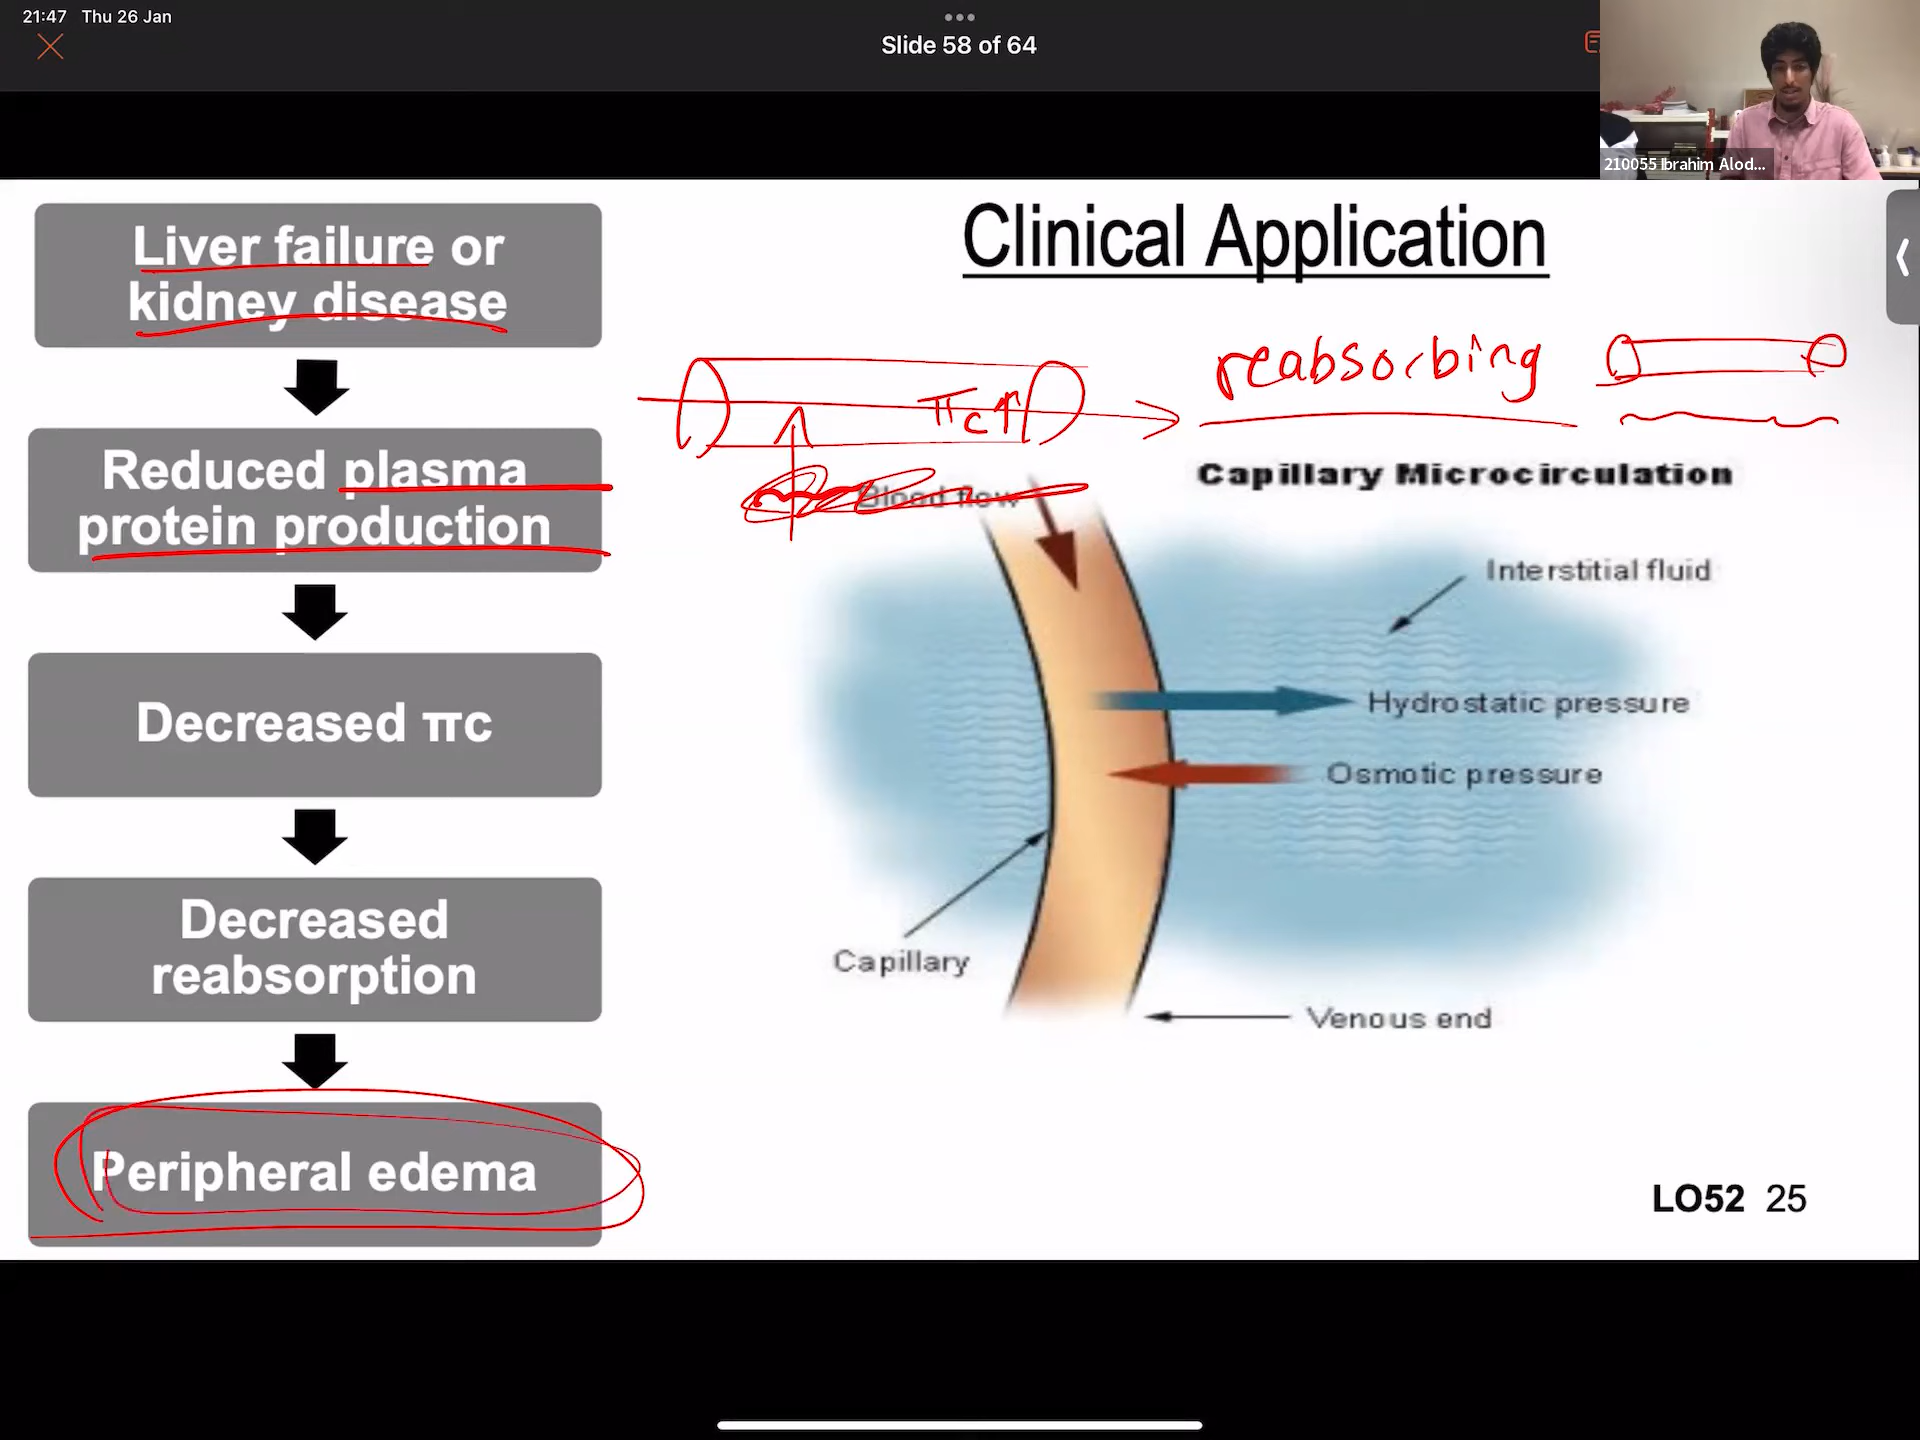 21:47 Thu 26 Jan
Slide 58 of 64
210055 Ibrahim Alod...
Clinical Application
Liver failure or
kidney disease
Reduced plasma
protein production
Decreased πc
Decreased
reabsorption
Peripheral edema
πc↑
reabsorbing
Capillary Microcirculation
Blood flow
Interstitial fluid
Hydrostatic pressure
Osmotic pressure
Capillary
Venous end
LO52 25